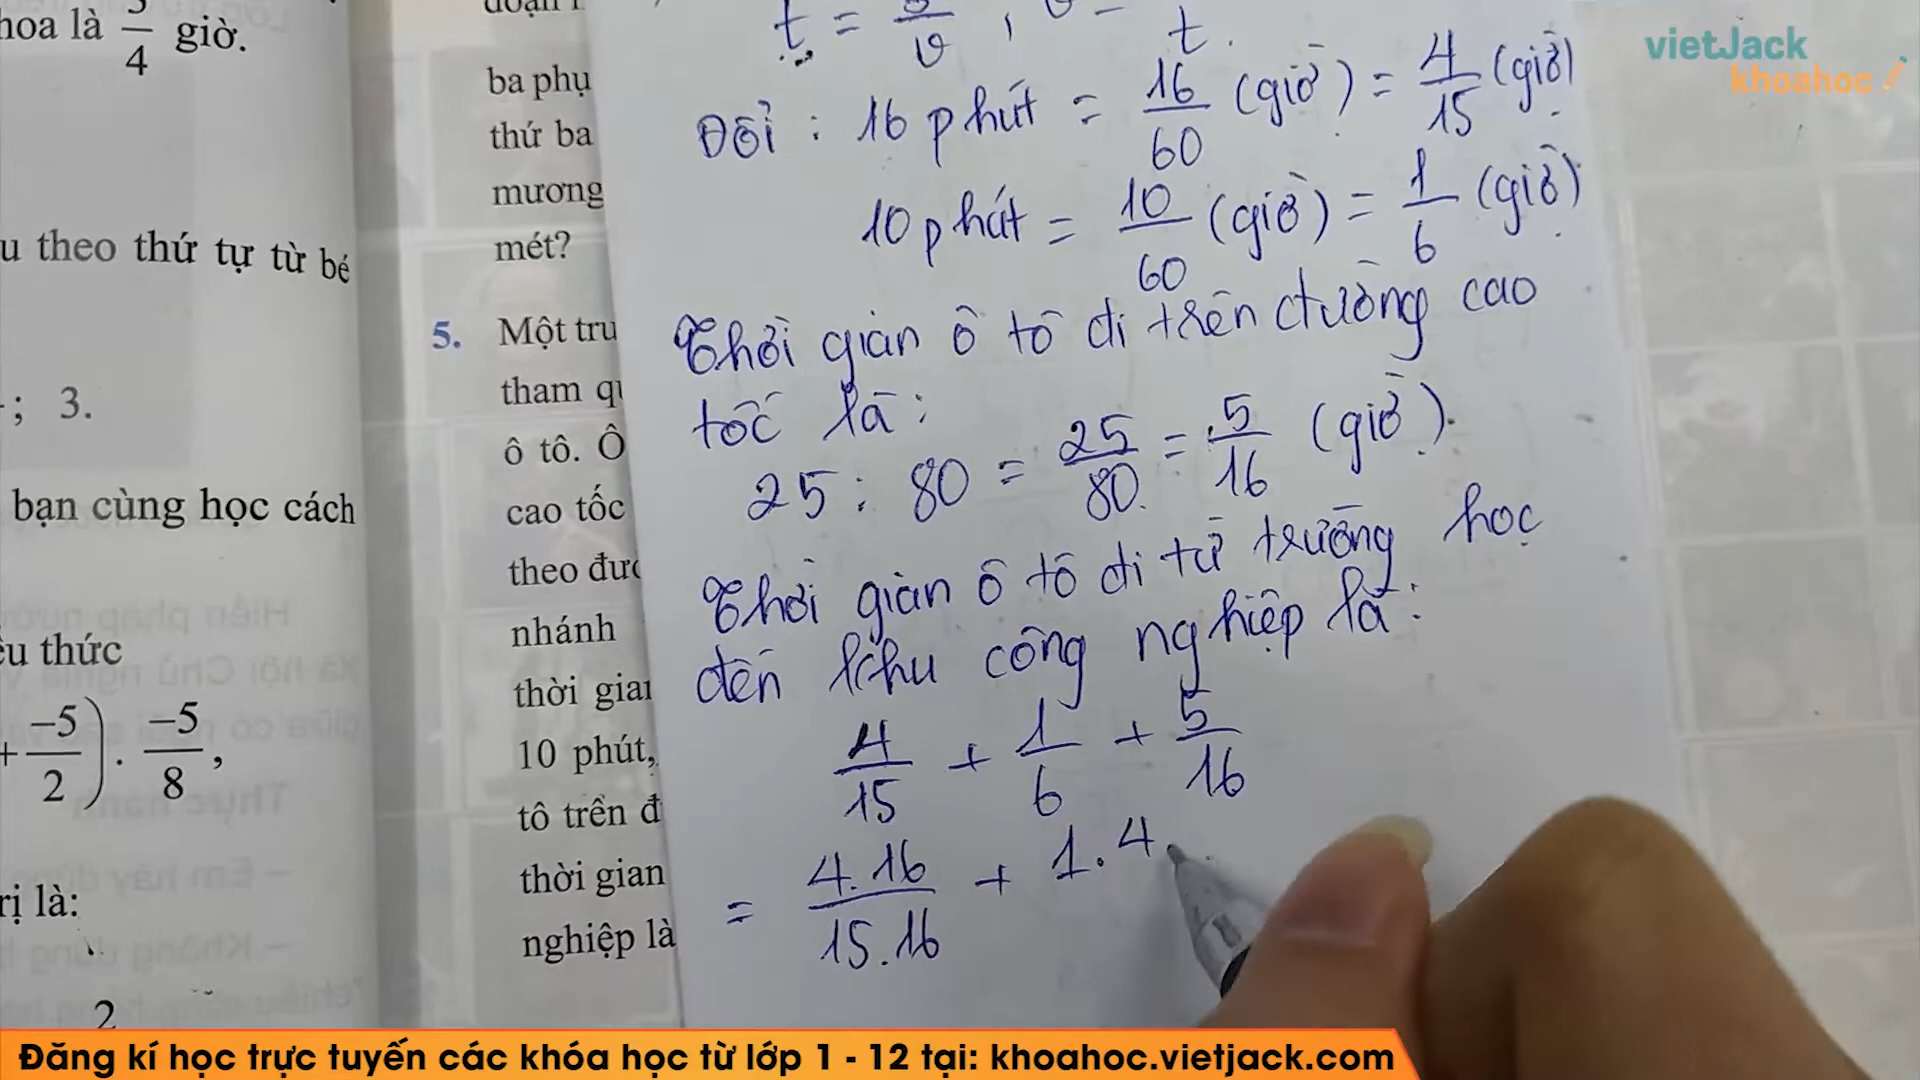 hoa là 3/4 giờ.
u theo thứ tự từ bé
; 3.
bạn cùng học cách
ểu thức
+ -5/2) . -5/8 ,
rị là:
2
đoạn
ba phụ
thứ ba
mương
mét?
5. Một tru
tham qu
ô tô. Ô
cao tốc
theo đươ
nhánh
thời gian
10 phút,
tô trên đ
thời gian
nghiệp là
t = s/v ; v = s/t
Đổi : 16 phút = 16/60 (giờ) = 4/15 (giờ)
10 phút = 10/60 (giờ) = 1/6 (giờ)
Thời gian ô tô đi trên đường cao
tốc là:
25 : 80 = 25/80 = 5/16 (giờ).
Thời gian ô tô đi từ trường học
đến khu công nghiệp là:
4/15 + 1/6 + 5/16
= 4.16/15.16 + 1.4.
vietJack
khoahoc
Đăng kí học trực tuyến các khóa học từ lớp 1 - 12 tại: khoahoc.vietjack.com